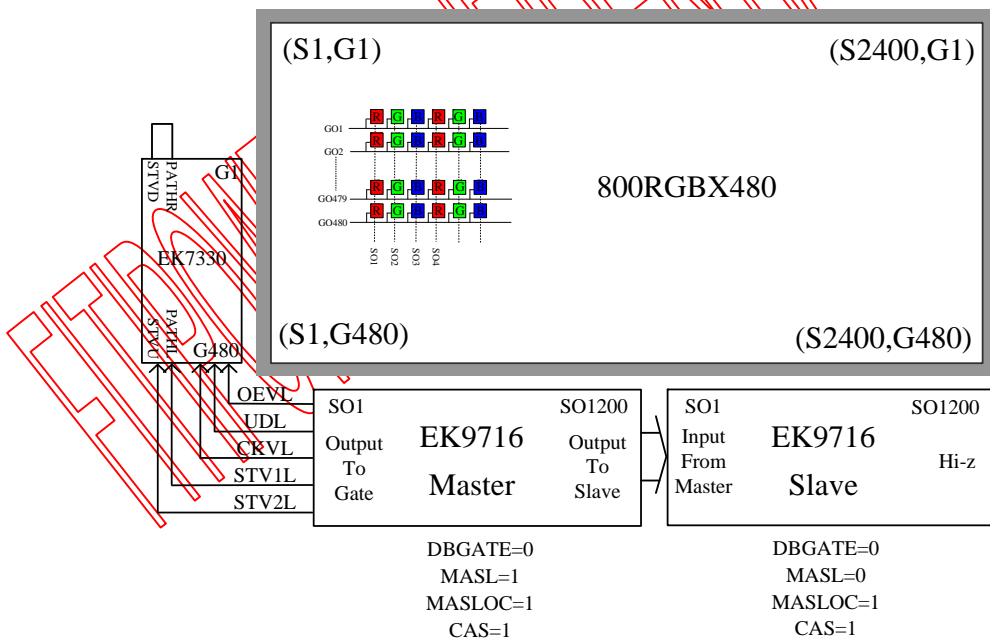 (S1,G1)
(S2400,G1)
R G B R G B
GO1
R G B R G B
GO2
R G B R G B
GO479
R G B R G B
GO480
SO1 SO2 SO3 SO4
800RGBX480
(S1,G480)
(S2400,G480)
STVD
PATHR
G1
EK7330
STVU
PATHL
G480
OEVL
UDL
CKVL
STV1L
STV2L
SO1
SO1200
Output
To
Gate
EK9716
Master
Output
To
Slave
SO1
SO1200
Input
From
Master
EK9716
Slave
Hi-z
DBGATE=0
MASL=1
MASLOC=1
CAS=1
DBGATE=0
MASL=0
MASLOC=1
CAS=1